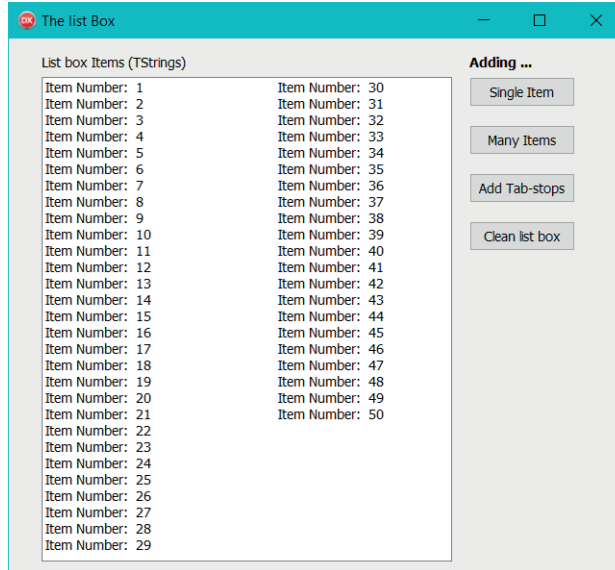 DX The list Box
List box Items (TStrings)
Item Number: 1
Item Number: 2
Item Number: 3
Item Number: 4
Item Number: 5
Item Number: 6
Item Number: 7
Item Number: 8
Item Number: 9
Item Number: 10
Item Number: 11
Item Number: 12
Item Number: 13
Item Number: 14
Item Number: 15
Item Number: 16
Item Number: 17
Item Number: 18
Item Number: 19
Item Number: 20
Item Number: 21
Item Number: 22
Item Number: 23
Item Number: 24
Item Number: 25
Item Number: 26
Item Number: 27
Item Number: 28
Item Number: 29
Item Number: 30
Item Number: 31
Item Number: 32
Item Number: 33
Item Number: 34
Item Number: 35
Item Number: 36
Item Number: 37
Item Number: 38
Item Number: 39
Item Number: 40
Item Number: 41
Item Number: 42
Item Number: 43
Item Number: 44
Item Number: 45
Item Number: 46
Item Number: 47
Item Number: 48
Item Number: 49
Item Number: 50
Adding ...
Single Item
Many Items
Add Tab-stops
Clean list box